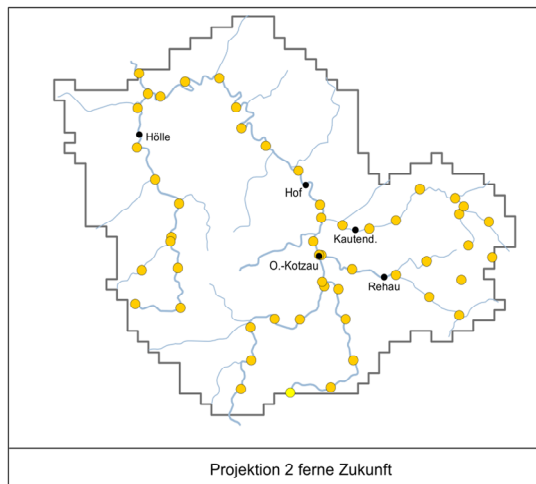 Hölle
Hof
Kautend.
O.-Kotzau
Rehau
Projektion 2 ferne Zukunft